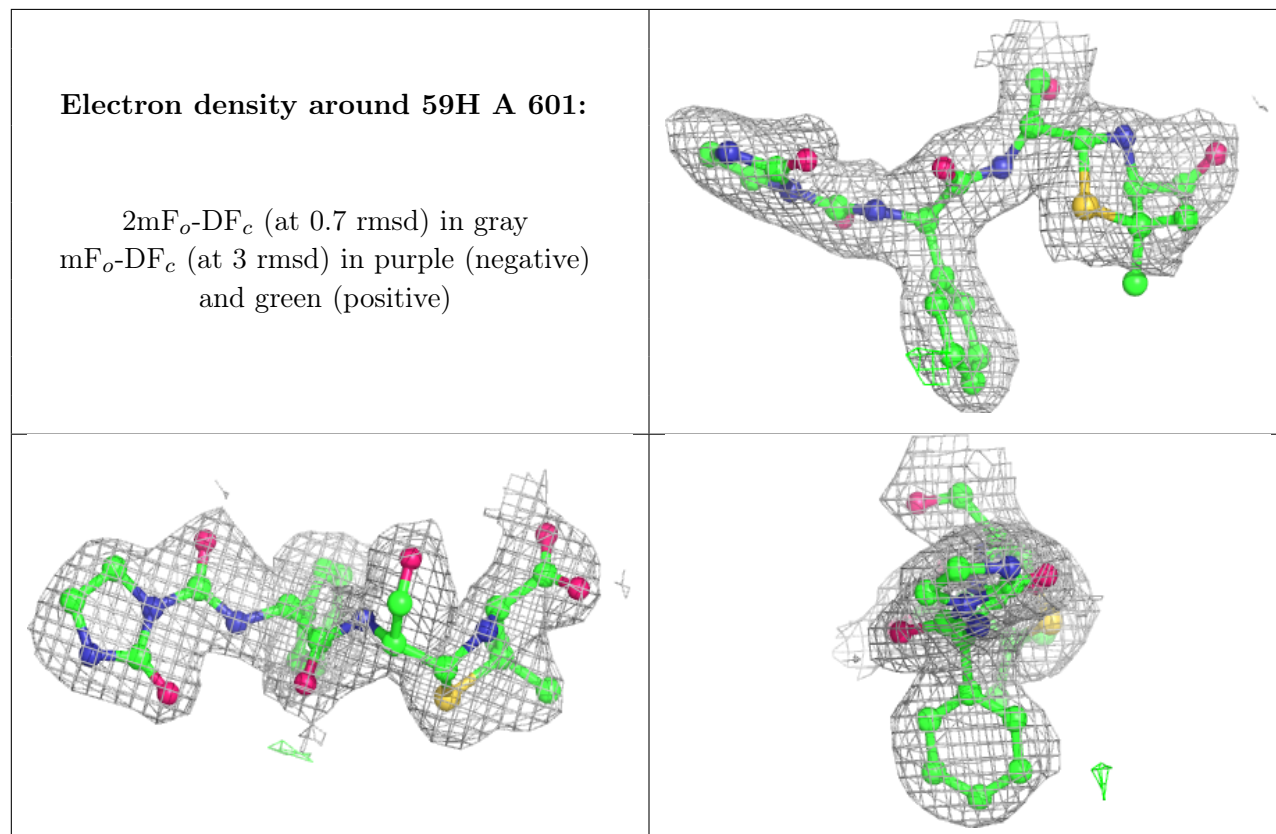 Electron density around 59H A 601:
2mFo-DFc (at 0.7 rmsd) in gray
mFo-DFc (at 3 rmsd) in purple (negative)
and green (positive)